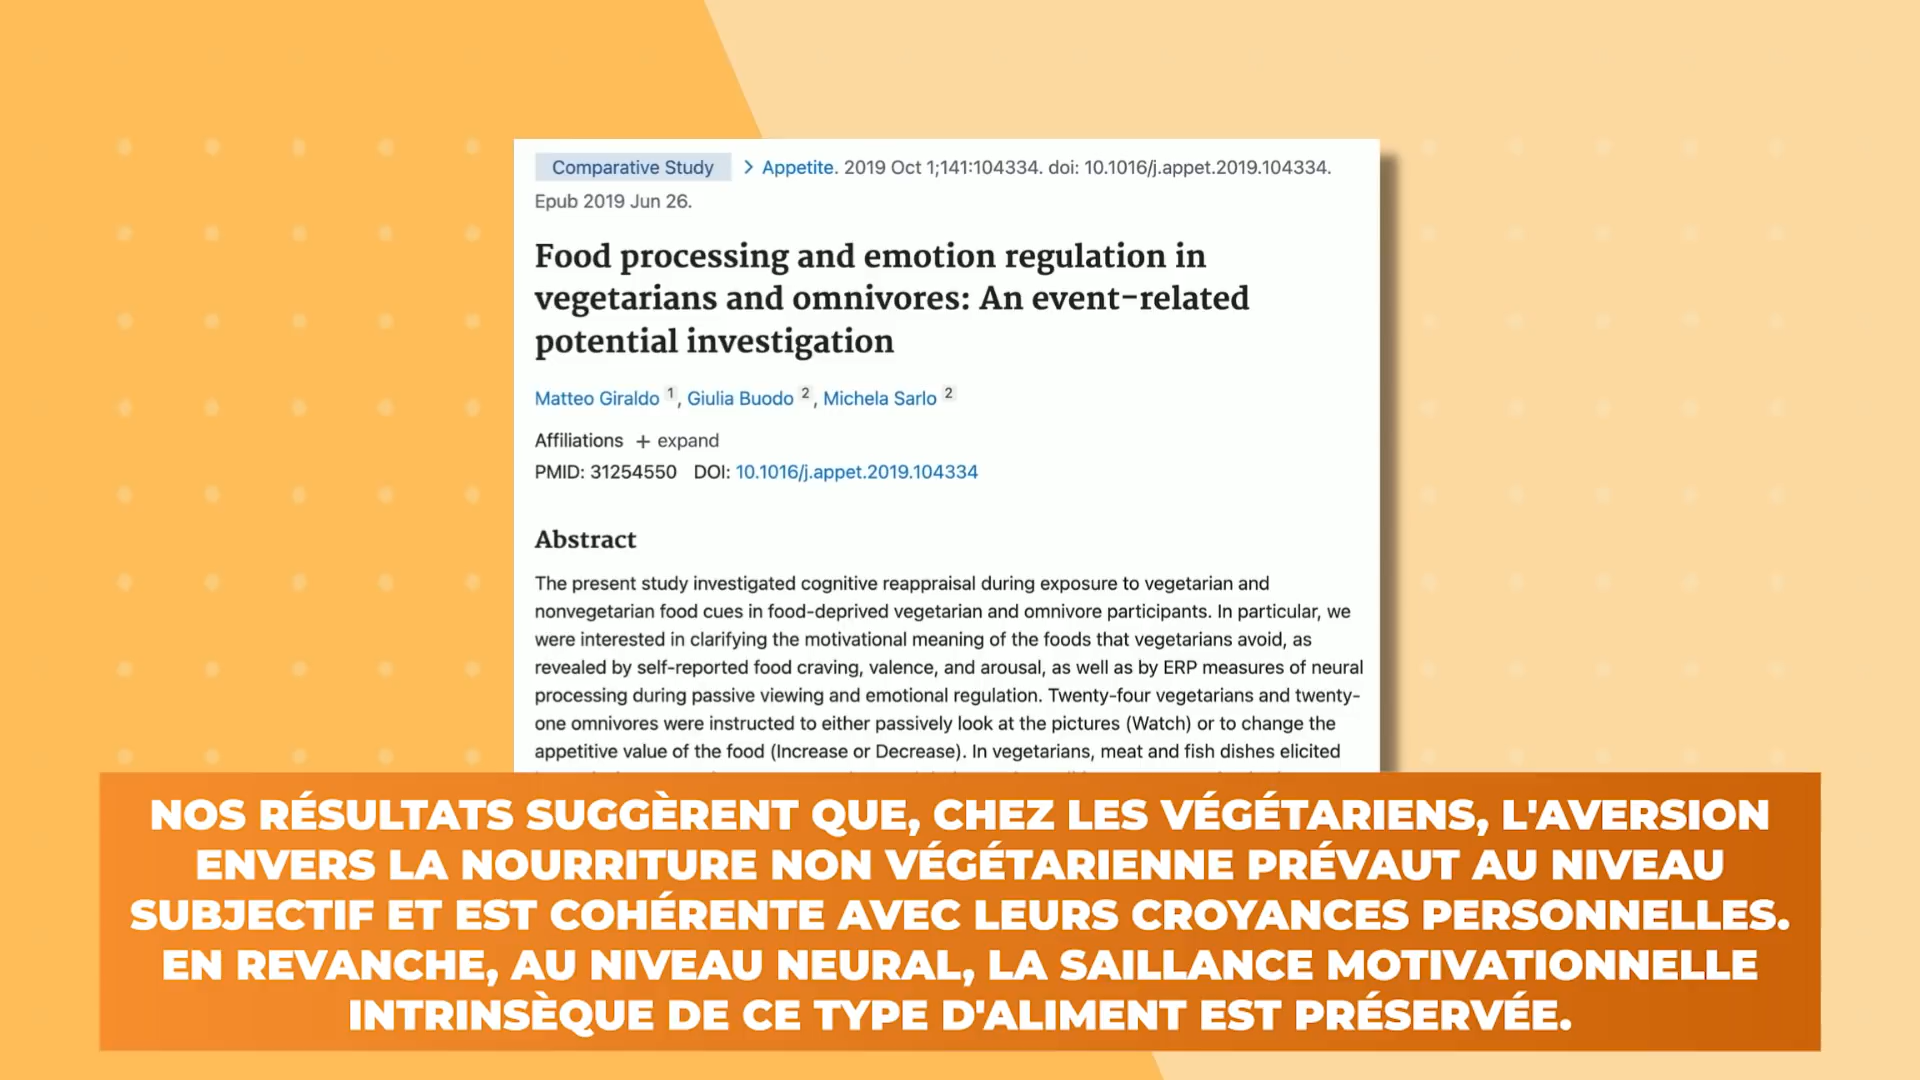 Comparative Study > Appetite. 2019 Oct 1;141:104334. doi: 10.1016/j.appet.2019.104334.
Epub 2019 Jun 26.
Food processing and emotion regulation in
vegetarians and omnivores: An event-related
potential investigation
Matteo Giraldo 1, Giulia Buodo 2, Michela Sarlo 2
Affiliations + expand
PMID: 31254550 DOI: 10.1016/j.appet.2019.104334
Abstract
The present study investigated cognitive reappraisal during exposure to vegetarian and
nonvegetarian food cues in food-deprived vegetarian and omnivore participants. In particular, we
were interested in clarifying the motivational meaning of the foods that vegetarians avoid, as
revealed by self-reported food craving, valence, and arousal, as well as by ERP measures of neural
processing during passive viewing and emotional regulation. Twenty-four vegetarians and twenty-
one omnivores were instructed to either passively look at the pictures (Watch) or to change the
appetitive value of the food (Increase or Decrease). In vegetarians, meat and fish dishes elicited
NOS RÉSULTATS SUGGÈRENT QUE, CHEZ LES VÉGÉTARIENS, L'AVERSION
ENVERS LA NOURRITURE NON VÉGÉTARIENNE PRÉVAUT AU NIVEAU
SUBJECTIF ET EST COHÉRENTE AVEC LEURS CROYANCES PERSONNELLES.
EN REVANCHE, AU NIVEAU NEURAL, LA SAILLANCE MOTIVATIONNELLE
INTRINSÈQUE DE CE TYPE D'ALIMENT EST PRÉSERVÉE.